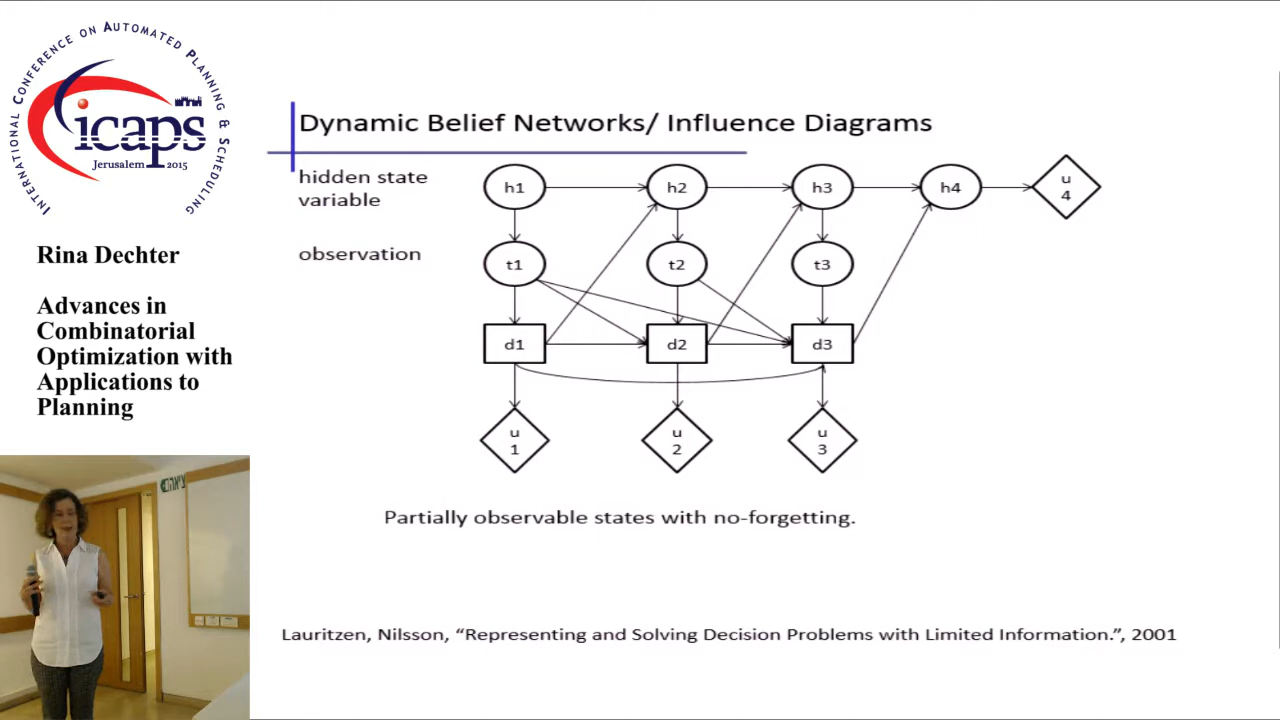 INTERNATIONAL CONFERENCE ON AUTOMATED PLANNING & SCHEDULING
icaps
Jerusalem 2015
Rina Dechter
Advances in
Combinatorial
Optimization with
Applications to
Planning
Dynamic Belief Networks/ Influence Diagrams
hidden state
variable
h1 h2 h3 h4 u
4
observation
t1 t2 t3
d1 d2 d3
u u u
1 2 3
Partially observable states with no-forgetting.
Lauritzen, Nilsson, “Representing and Solving Decision Problems with Limited Information.”, 2001